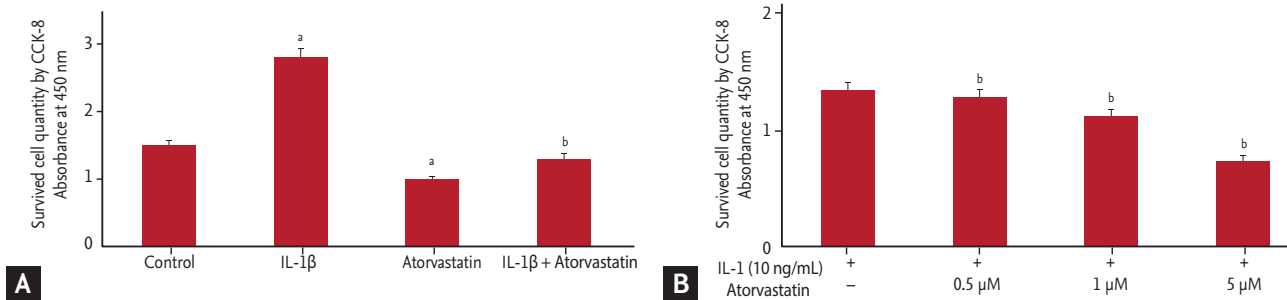 Survived cell quantity by CCK-8
Absorbance at 450 nm
3
2
1
0
a
a
b
Control
IL-1β
Atorvastatin
IL-1β + Atorvastatin
A
Survived cell quantity by CCK-8
Absorbance at 450 nm
2
1
0
b
b
b
IL-1 (10 ng/mL) + + + +
Atorvastatin – 0.5 μM 1 μM 5 μM
B